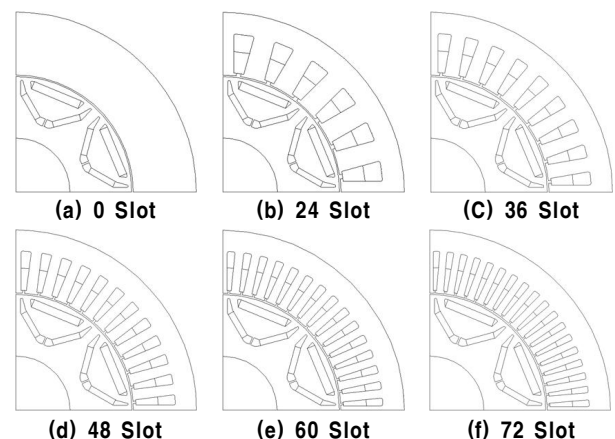 (a) 0 Slot
(b) 24 Slot
(C) 36 Slot
(d) 48 Slot
(e) 60 Slot
(f) 72 Slot